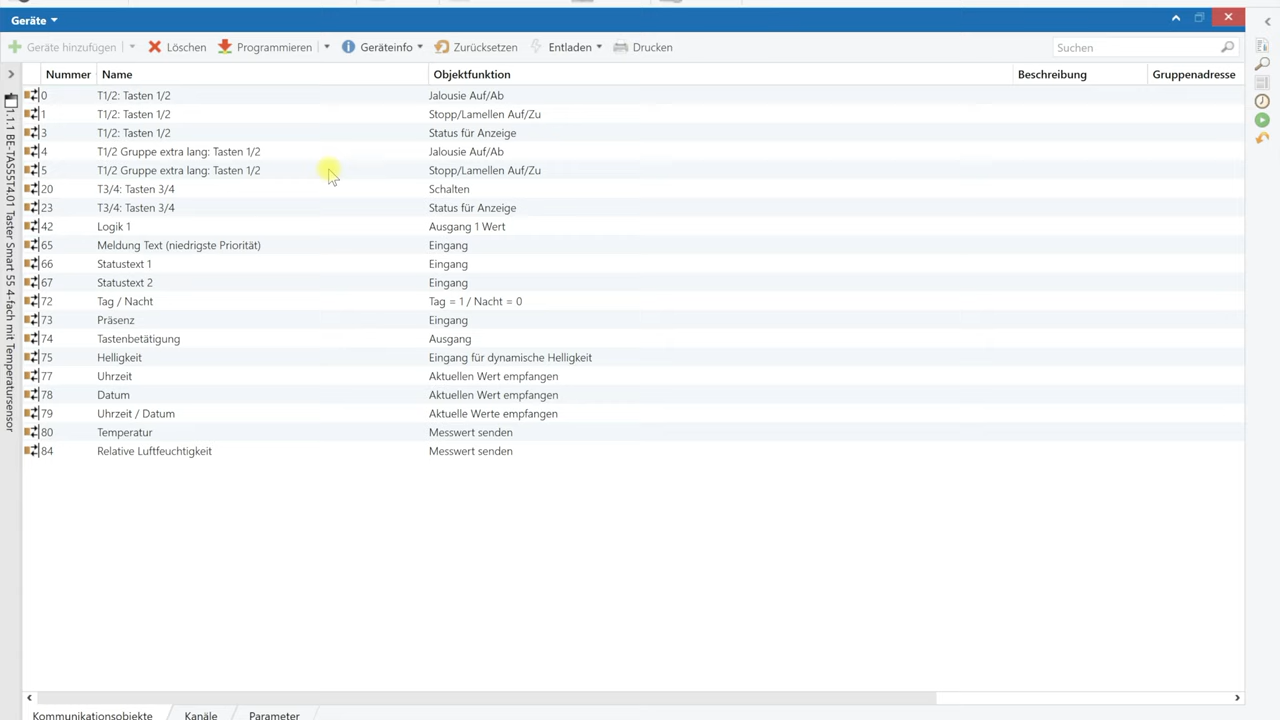 Geräte
Geräte hinzufügen Löschen Programmieren Geräteinfo Zurücksetzen Entladen Drucken Suchen
Nummer Name Objektfunktion Beschreibung Gruppenadresse
0 T1/2: Tasten 1/2 Jalousie Auf/Ab
1 T1/2: Tasten 1/2 Stopp/Lamellen Auf/Zu
3 T1/2: Tasten 1/2 Status für Anzeige
4 T1/2 Gruppe extra lang: Tasten 1/2 Jalousie Auf/Ab
5 T1/2 Gruppe extra lang: Tasten 1/2 Stopp/Lamellen Auf/Zu
20 T3/4: Tasten 3/4 Schalten
23 T3/4: Tasten 3/4 Status für Anzeige
42 Logik 1 Ausgang 1 Wert
65 Meldung Text (niedrigste Priorität) Eingang
66 Statustext 1 Eingang
67 Statustext 2 Eingang
72 Tag / Nacht Tag = 1 / Nacht = 0
73 Präsenz Eingang
74 Tastenbetätigung Ausgang
75 Helligkeit Eingang für dynamische Helligkeit
77 Uhrzeit Aktuellen Wert empfangen
78 Datum Aktuellen Wert empfangen
79 Uhrzeit / Datum Aktuelle Werte empfangen
80 Temperatur Messwert senden
84 Relative Luftfeuchtigkeit Messwert senden
1.1.1 BE-TAS55T4.01 Taster Smart 55 4-fach mit Temperatursensor
Kommunikationsobjekte Kanäle Parameter